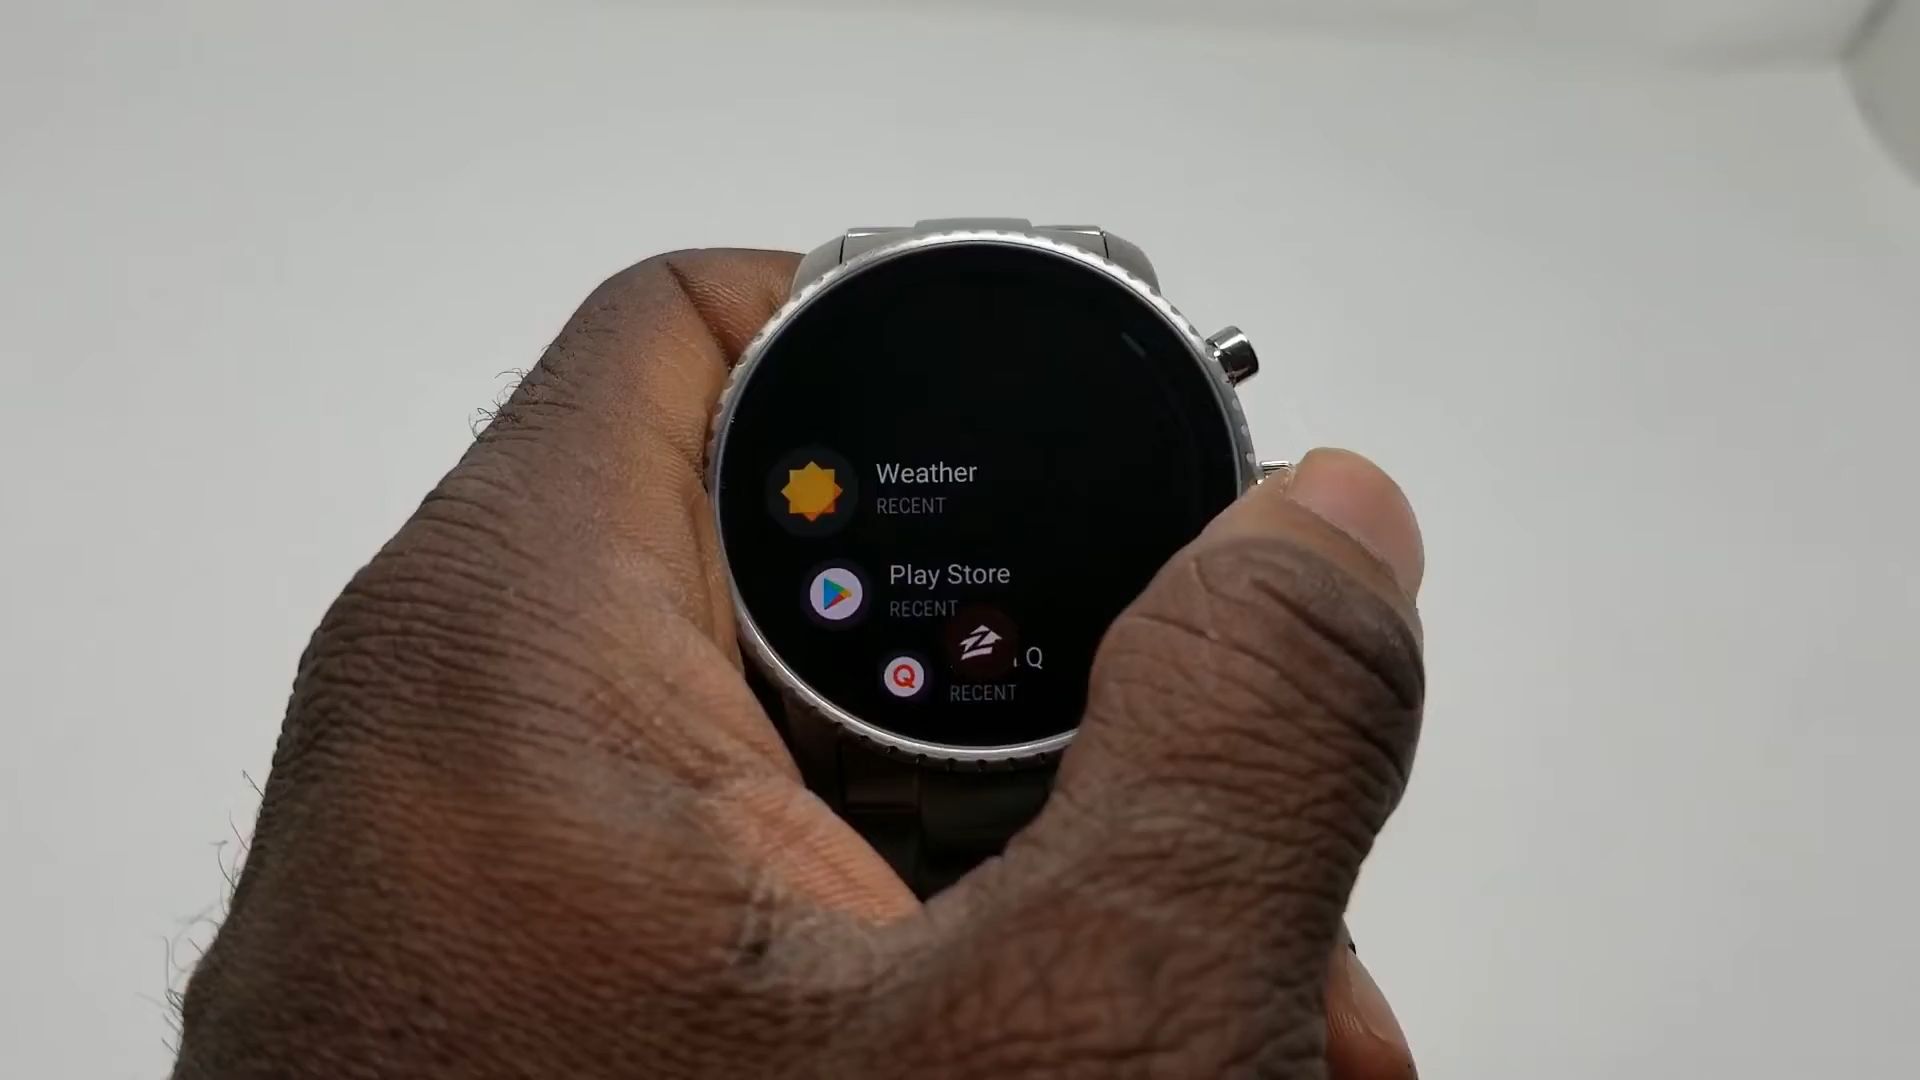 Weather
RECENT
Play Store
RECENT
Q
RECENT